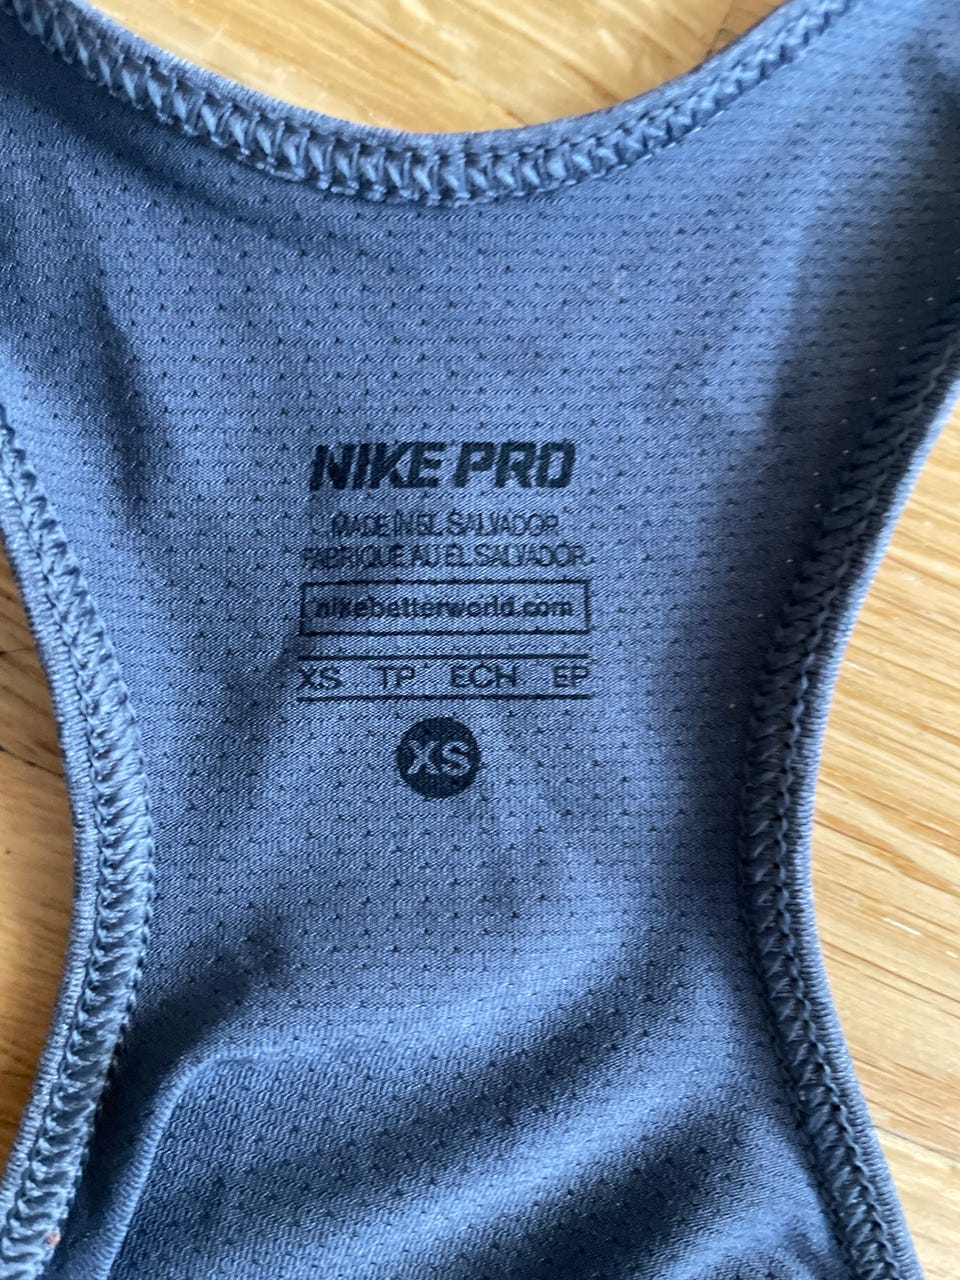 NIKE PRO
MADE IN EL SALVADOR
FABRIQUE AU EL SALVADOR
nikebetterworld.com
XS TP ECH EP
XS